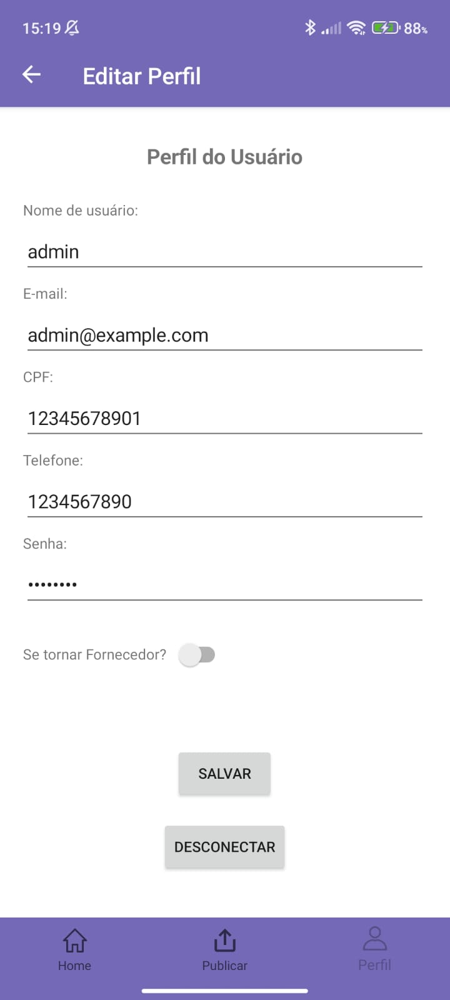 15:19 88%
Editar Perfil
Perfil do Usuário
Nome de usuário:
admin
E-mail:
admin@example.com
CPF:
12345678901
Telefone:
1234567890
Senha:
••••••••
Se tornar Fornecedor?
SALVAR
DESCONECTAR
Home Publicar Perfil